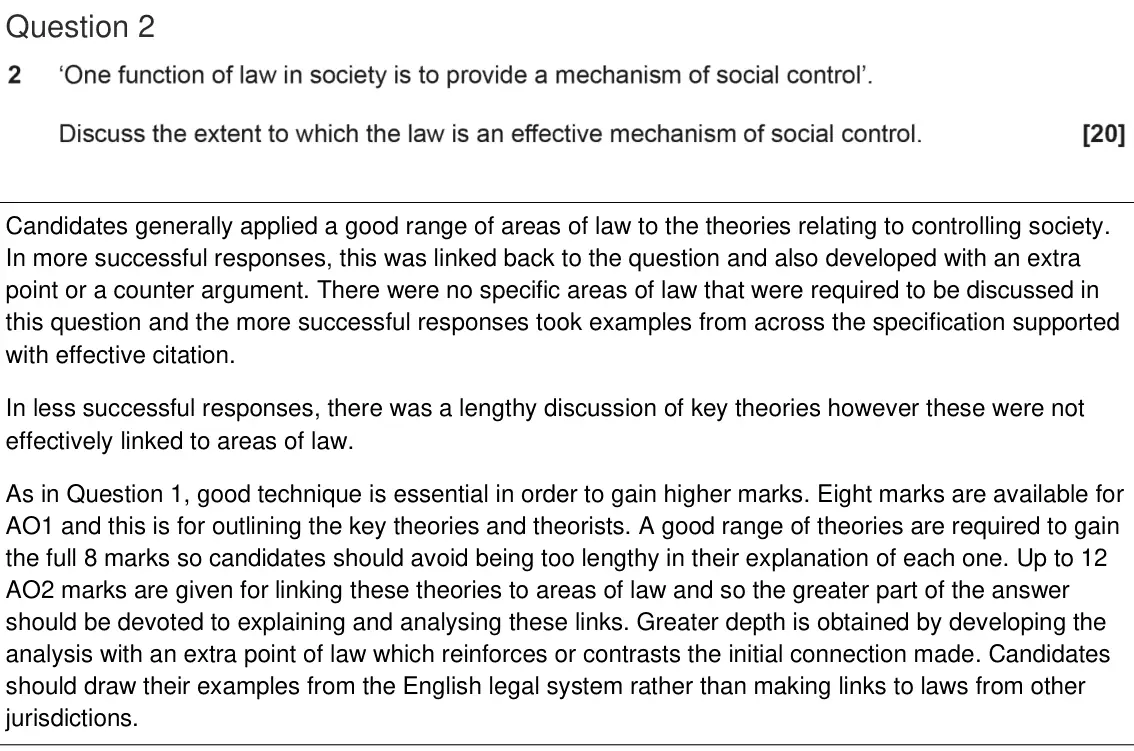 Question 2
2 ‘One function of law in society is to provide a mechanism of social control’.
Discuss the extent to which the law is an effective mechanism of social control. [20]
Candidates generally applied a good range of areas of law to the theories relating to controlling society.
In more successful responses, this was linked back to the question and also developed with an extra
point or a counter argument. There were no specific areas of law that were required to be discussed in
this question and the more successful responses took examples from across the specification supported
with effective citation.
In less successful responses, there was a lengthy discussion of key theories however these were not
effectively linked to areas of law.
As in Question 1, good technique is essential in order to gain higher marks. Eight marks are available for
AO1 and this is for outlining the key theories and theorists. A good range of theories are required to gain
the full 8 marks so candidates should avoid being too lengthy in their explanation of each one. Up to 12
AO2 marks are given for linking these theories to areas of law and so the greater part of the answer
should be devoted to explaining and analysing these links. Greater depth is obtained by developing the
analysis with an extra point of law which reinforces or contrasts the initial connection made. Candidates
should draw their examples from the English legal system rather than making links to laws from other
jurisdictions.